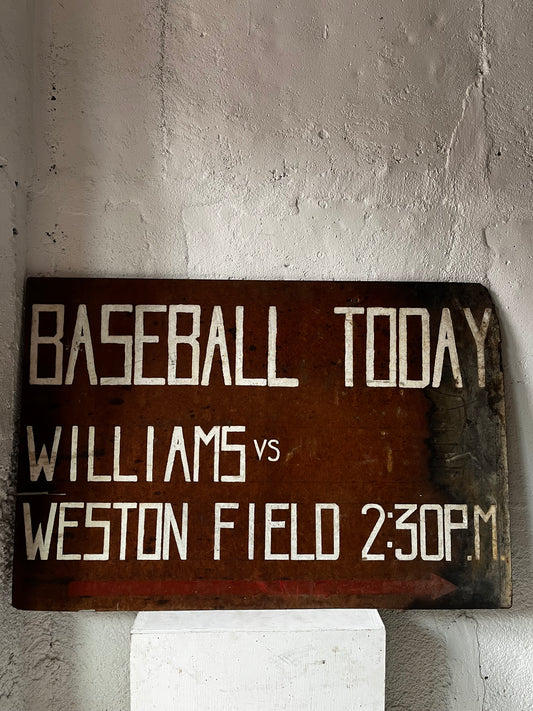 BASEBALL TODAY
WILLIAMS VS
WESTON FIELD 2:30P.M.